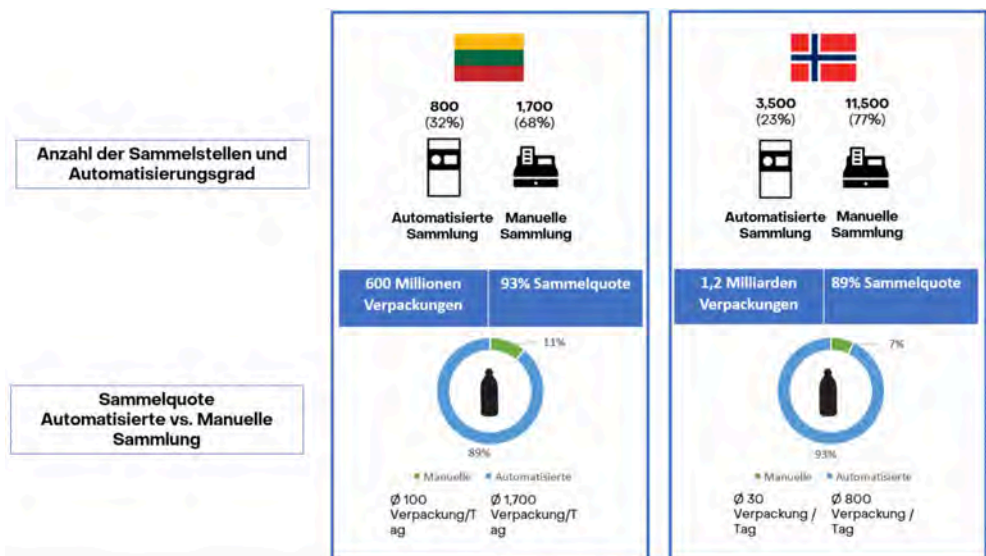 800
(32%)
1,700
(68%)
3,500
(23%)
11,500
(77%)
Anzahl der Sammelstellen und
Automatisierungsgrad
Automatisierte
Sammlung
Manuelle
Sammlung
Automatisierte
Sammlung
Manuelle
Sammlung
600 Millionen
Verpackungen
93% Sammelquote
1,2 Milliarden
Verpackungen
89% Sammelquote
11%
7%
Sammelquote
Automatisierte vs. Manuelle
Sammlung
89%
93%
Manuelle
Automatisierte
Manuelle
Automatisierte
Ø 100
Verpackung/T
ag
Ø 1,700
Verpackung/T
ag
Ø 30
Verpackung /
Tag
Ø 800
Verpackung /
Tag